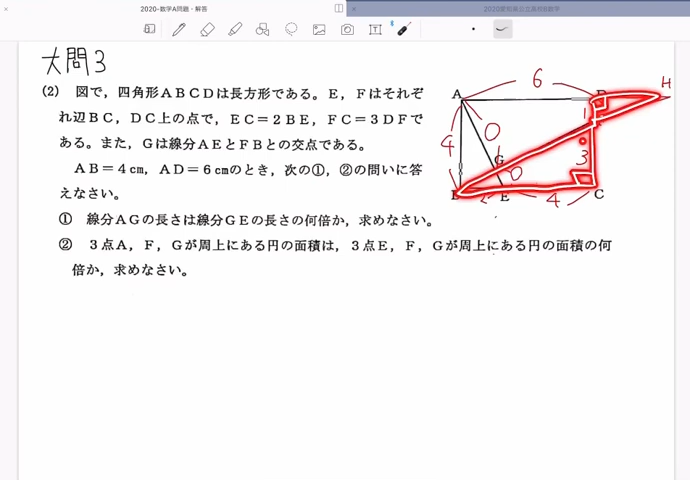 2020-数学A問題・解答
2020愛知県公立高校B数学
大問3
(2) 図で，四角形ＡＢＣＤは長方形である。Ｅ，Ｆはそれぞ
れ辺ＢＣ，ＤＣ上の点で，ＥＣ＝２ＢＥ，ＦＣ＝３ＤＦで
ある。また，Ｇは線分ＡＥとＦＢとの交点である。
ＡＢ＝４cm，ＡＤ＝６cmのとき，次の①，②の問いに答
えなさい。
① 線分ＡＧの長さは線分ＧＥの長さの何倍か，求めなさい。
② ３点Ａ，Ｆ，Ｇが周上にある円の面積は，３点Ｅ，Ｆ，Ｇが周上にある円の面積の何
倍か，求めなさい。
6
H
A
1
4
G
3
E
2
4
C